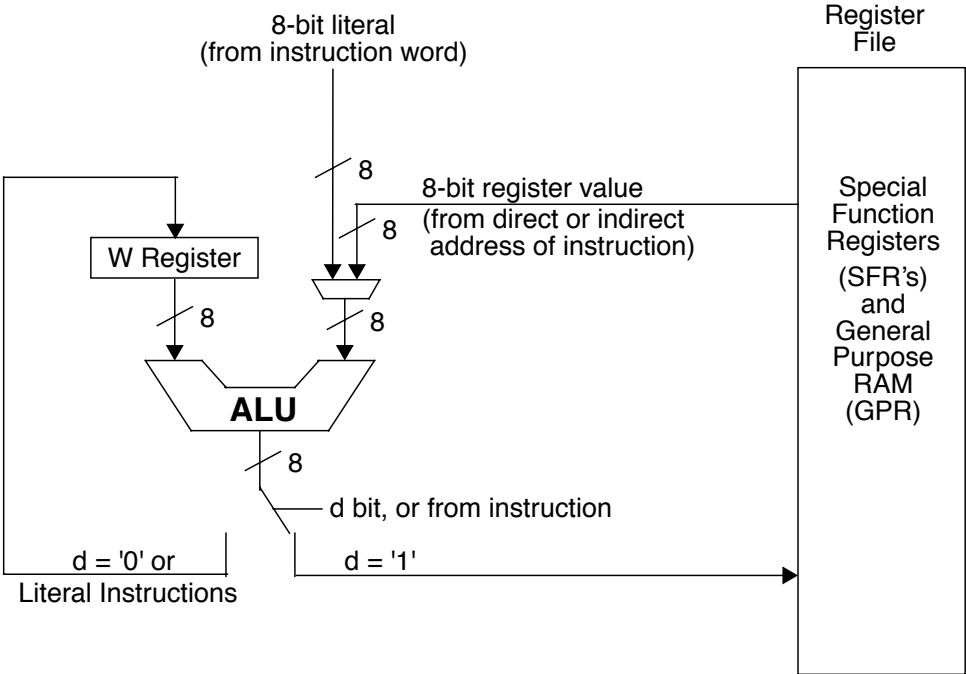 8-bit literal
(from instruction word)
Register
File
8
8-bit register value
(from direct or indirect
address of instruction)
8
W Register
8
8
ALU
8
d bit, or from instruction
d = '0' or
Literal Instructions
d = '1'
Special
Function
Registers
(SFR's)
and
General
Purpose
RAM
(GPR)